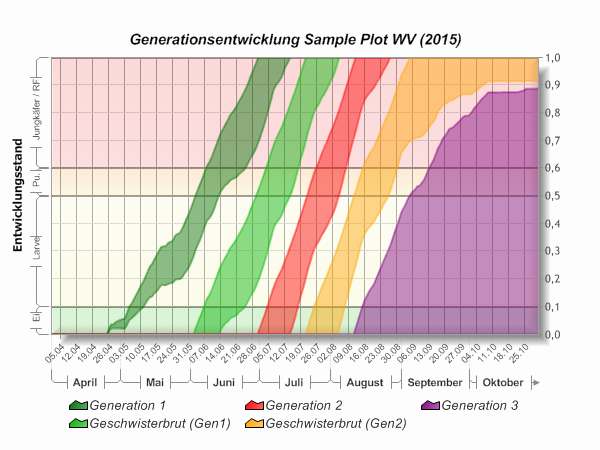 Generationsentwicklung Sample Plot WV (2015)
Entwicklungsstand
Jungkäfer / RF
Pu.
Larve
Ei
1,0
0,9
0,8
0,7
0,6
0,5
0,4
0,3
0,2
0,1
0,0
05.04 12.04 19.04 26.04 03.05 10.05 17.05 24.05 31.05 07.06 14.06 21.06 28.06 05.07 12.07 19.07 26.07 02.08 09.08 16.08 23.08 30.08 06.09 13.09 20.09 27.09 04.10 11.10 18.10 25.10
April Mai Juni Juli August September Oktober
Generation 1 Generation 2 Generation 3
Geschwisterbrut (Gen1) Geschwisterbrut (Gen2)